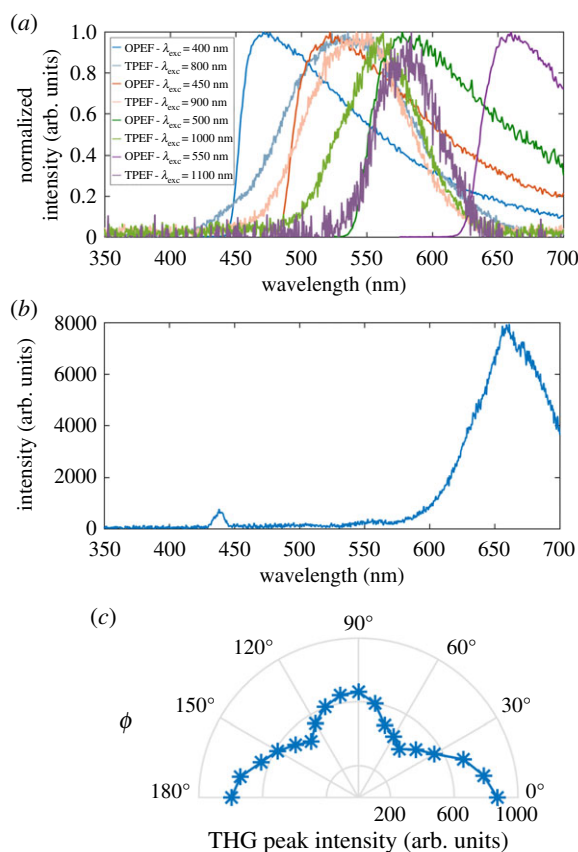 (a)
normalized
intensity (arb. units)
1.0
0.8
0.6
0.4
0.2
0
OPEF - λexc = 400 nm
TPEF - λexc = 800 nm
OPEF - λexc = 450 nm
TPEF - λexc = 900 nm
OPEF - λexc = 500 nm
TPEF - λexc = 1000 nm
OPEF - λexc = 550 nm
TPEF - λexc = 1100 nm
350 400 450 500 550 600 650 700
wavelength (nm)
(b)
intensity (arb. units)
8000
6000
4000
2000
0
350 400 450 500 550 600 650 700
wavelength (nm)
(c)
90°
120° 60°
ϕ 150° 30°
180° 0°
200 600 1000
THG peak intensity (arb. units)